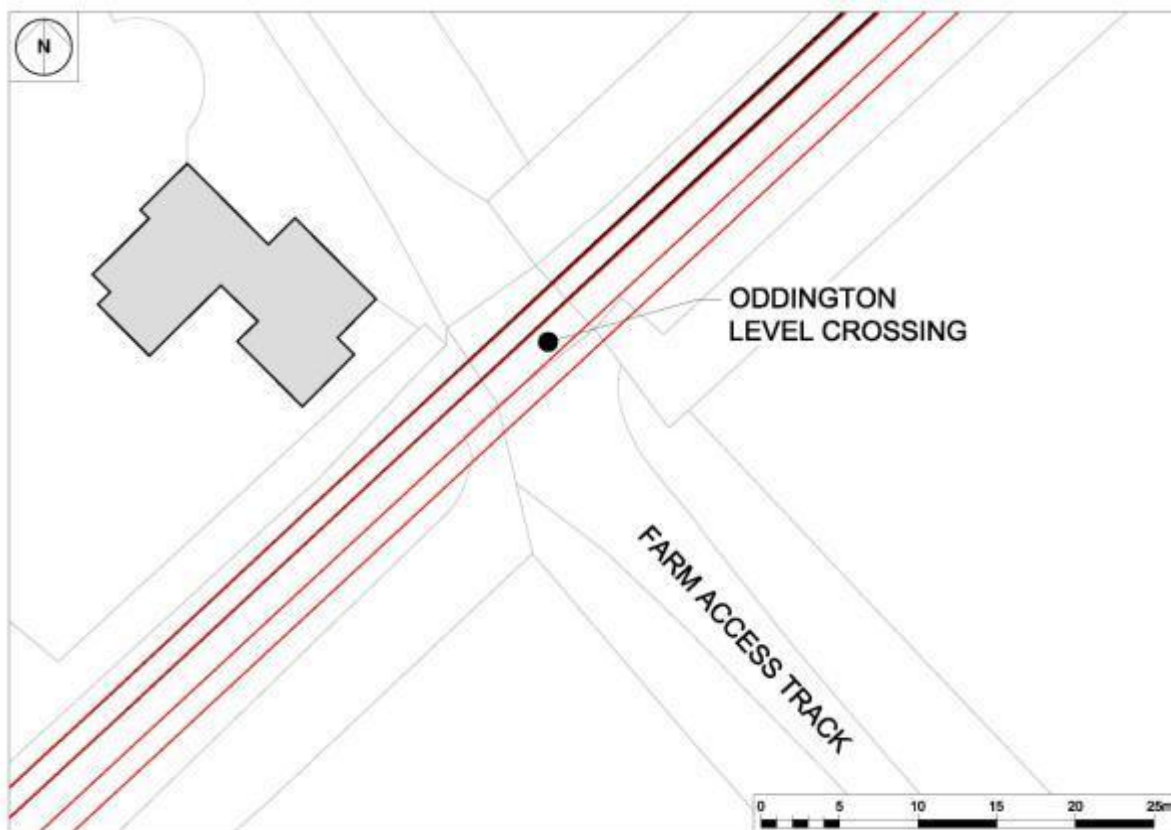 N
ODDINGTON
LEVEL CROSSING
FARM ACCESS TRACK
0 5 10 15 20 25m